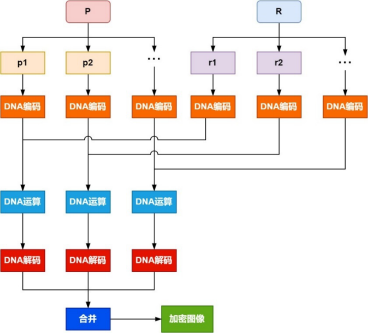 P
R
p1
p2
...
r1
r2
...
DNA编码
DNA编码
DNA编码
DNA编码
DNA编码
DNA编码
DNA运算
DNA运算
DNA运算
DNA解码
DNA解码
DNA解码
合并
加密图像